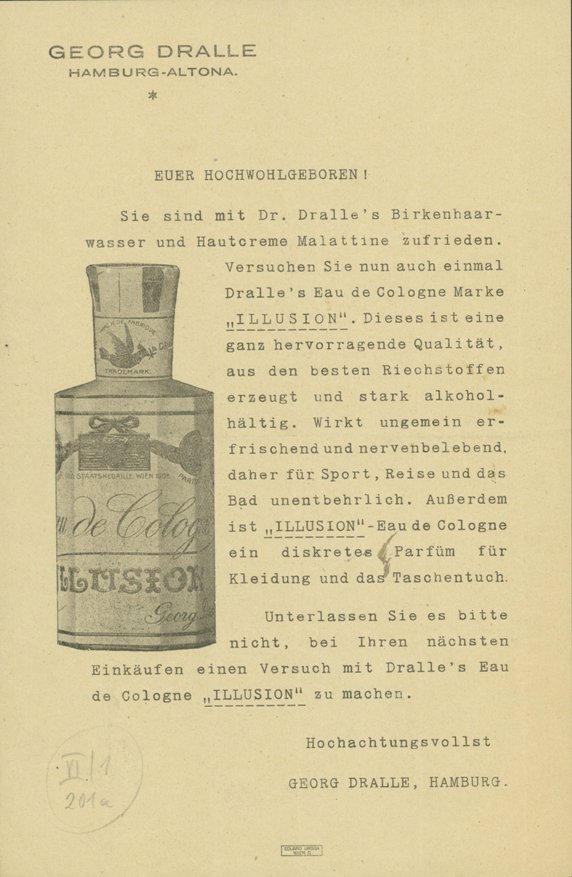 GEORG DRALLE
HAMBURG-ALTONA.
*
EUER HOCHWOHLGEBOREN!
Sie sind mit Dr. Dralle's Birkenhaar-
wasser und Hautcreme Malattine zufrieden.
Versuchen Sie nun auch einmal
Dralle's Eau de Cologne Marke
„ILLUSION“. Dieses ist eine
ganz hervorragende Qualität,
aus den besten Riechstoffen
erzeugt und stark alkohol-
hältig. Wirkt ungemein er-
frischend und nervenbelebend,
daher für Sport, Reise und das
Bad unentbehrlich. Außerdem
ist „ILLUSION“-Eau de Cologne
ein diskretes Parfüm für
Kleidung und das Taschentuch.
Unterlassen Sie es bitte
nicht, bei Ihren nächsten
Einkäufen einen Versuch mit Dralle's Eau
de Cologne „ILLUSION“ zu machen.
Hochachtungsvollst
GEORG DRALLE, HAMBURG.
TRADEMARK.
STAATSMEDAILLE WIEN
de Cologn
ILLUSION
Georg
VI/1
201a